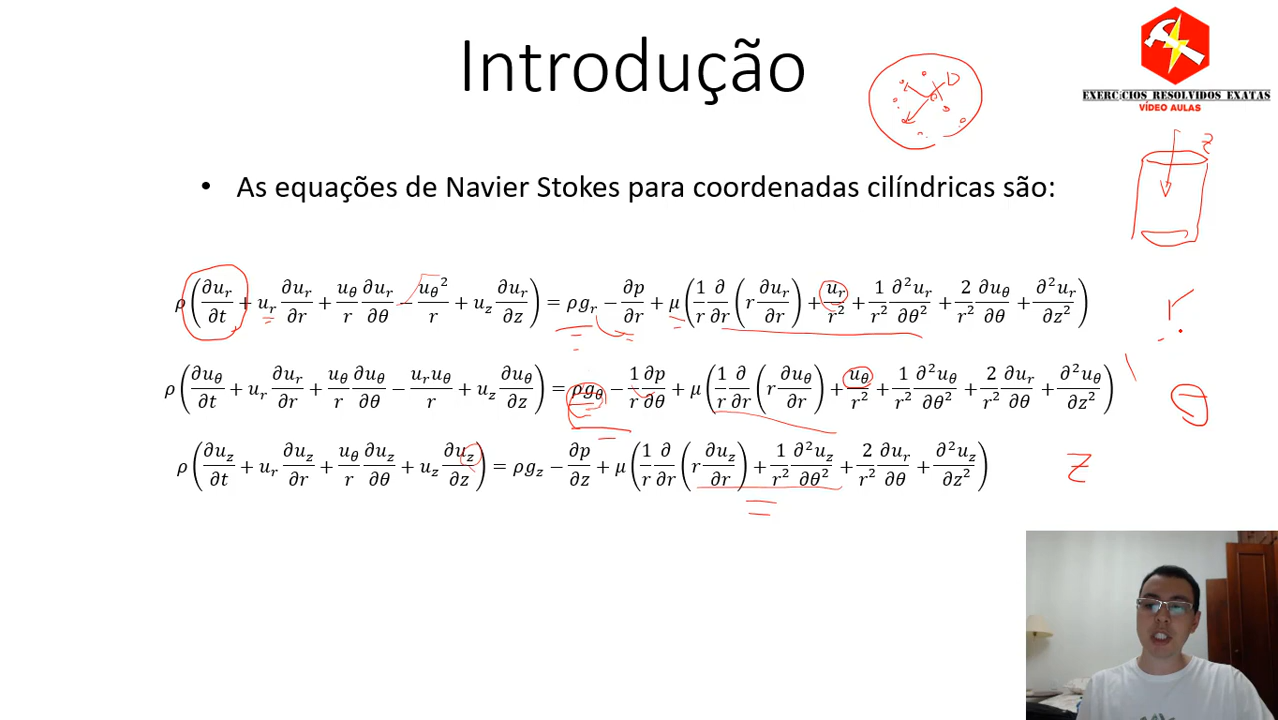 Introdução
D
EXERCíCIOS RESOLVIDOS EXATAS
VÍDEO AULAS
z
• As equações de Navier Stokes para coordenadas cilíndricas são:
ρ(∂u_r/∂t + u_r ∂u_r/∂r + u_θ/r ∂u_r/∂θ − u_θ²/r + u_z ∂u_r/∂z) = ρg_r − ∂p/∂r + μ(1/r ∂/∂r (r ∂u_r/∂r) + u_r/r² + 1/r² ∂²u_r/∂θ² + 2/r² ∂u_θ/∂θ + ∂²u_r/∂z²)
r
ρ(∂u_θ/∂t + u_r ∂u_r/∂r + u_θ/r ∂u_θ/∂θ − u_r u_θ/r + u_z ∂u_θ/∂z) = ρg_θ − 1/r ∂p/∂θ + μ(1/r ∂/∂r (r ∂u_θ/∂r) + u_θ/r² + 1/r² ∂²u_θ/∂θ² + 2/r² ∂u_r/∂θ + ∂²u_θ/∂z²)
θ
ρ(∂u_z/∂t + u_r ∂u_z/∂r + u_θ/r ∂u_z/∂θ + u_z ∂u_z/∂z) = ρg_z − ∂p/∂z + μ(1/r ∂/∂r (r ∂u_z/∂r) + 1/r² ∂²u_z/∂θ² + 2/r² ∂u_r/∂θ + ∂²u_z/∂z²)
z